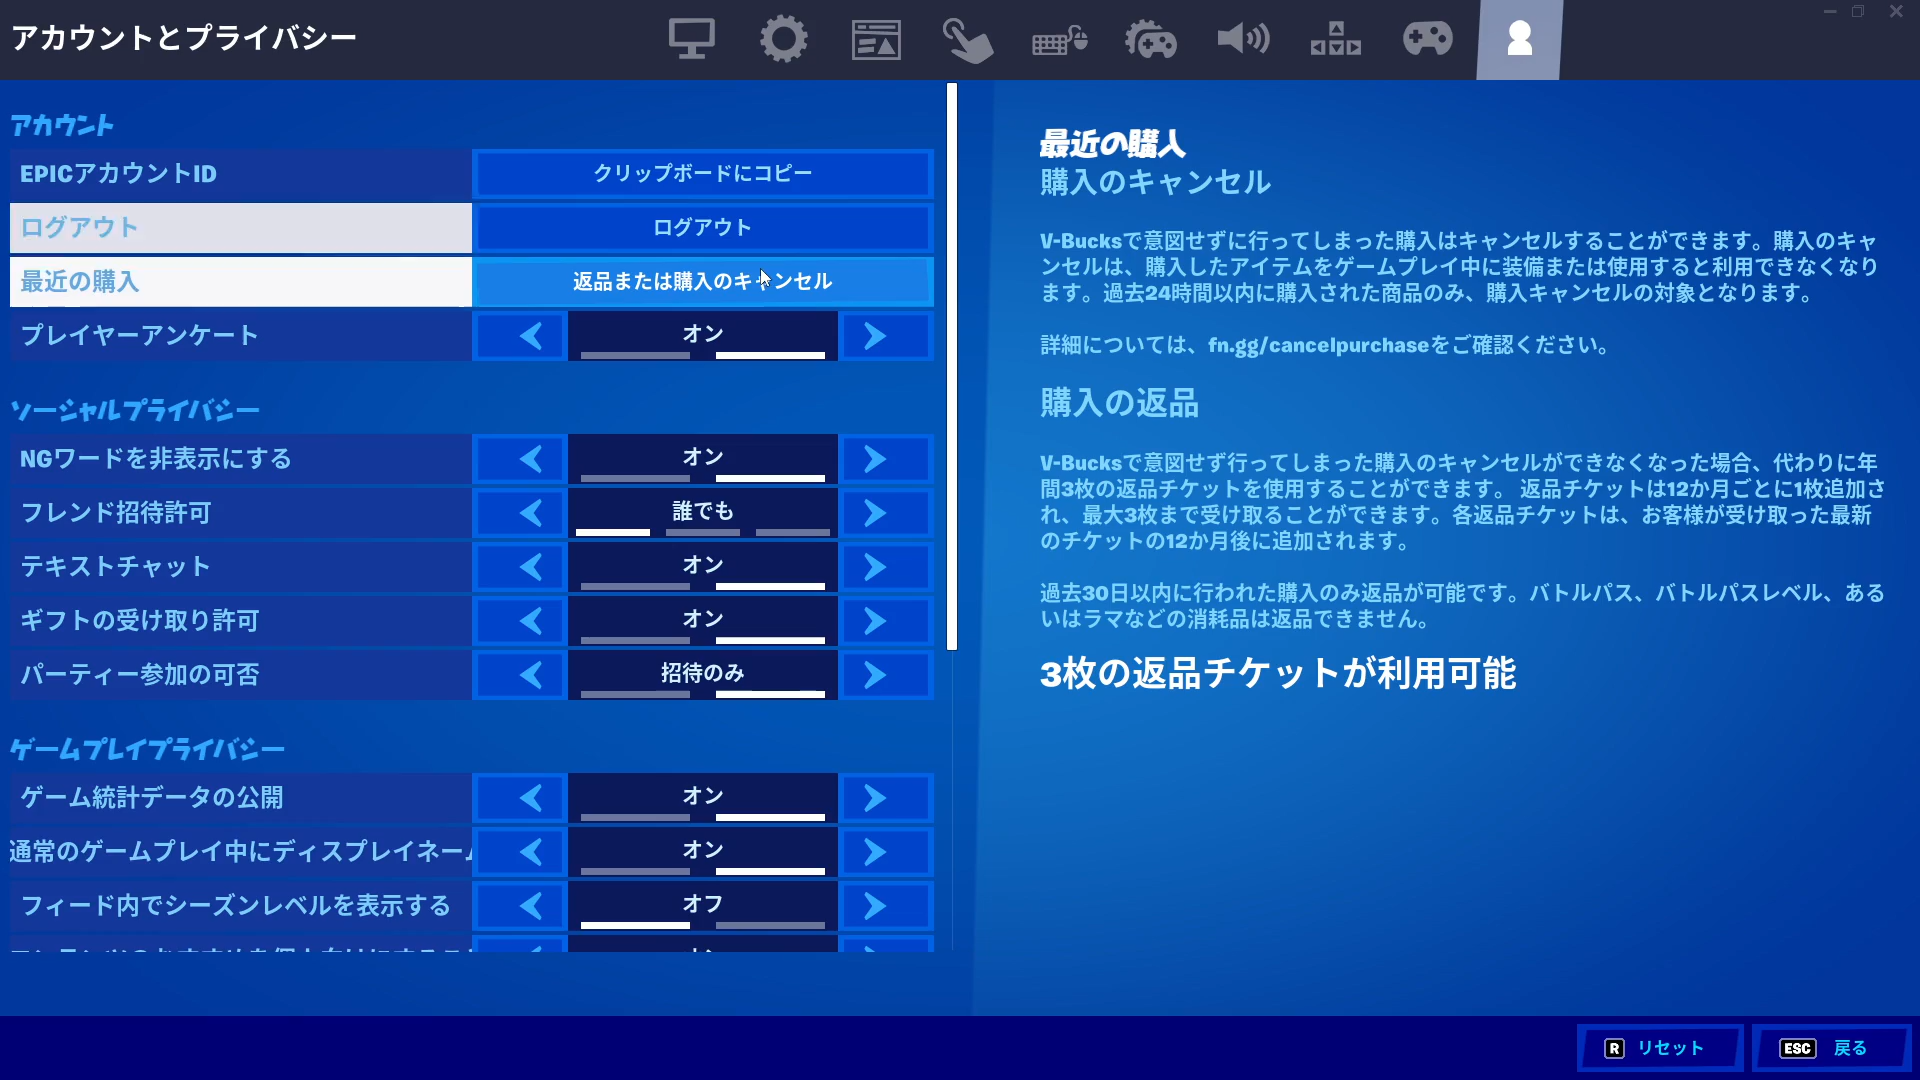 アカウントとプライバシー
アカウント
EPICアカウントID
クリップボードにコピー
ログアウト
ログアウト
最近の購入
返品または購入のキャンセル
プレイヤーアンケート
オン
ソーシャルプライバシー
NGワードを非表示にする
オン
フレンド招待許可
誰でも
テキストチャット
オン
ギフトの受け取り許可
オン
パーティー参加の可否
招待のみ
ゲームプレイプライバシー
ゲーム統計データの公開
オン
通常のゲームプレイ中にディスプレイネーム
オン
フィード内でシーズンレベルを表示する
オフ
最近の購入
購入のキャンセル
V-Bucksで意図せずに行ってしまった購入はキャンセルすることができます。購入のキャ
ンセルは、購入したアイテムをゲームプレイ中に装備または使用すると利用できなくなり
ます。過去24時間以内に購入された商品のみ、購入キャンセルの対象となります。
詳細については、fn.gg/cancelpurchaseをご確認ください。
購入の返品
V-Bucksで意図せず行ってしまった購入のキャンセルができなくなった場合、代わりに年
間3枚の返品チケットを使用することができます。 返品チケットは12か月ごとに1枚追加さ
れ、最大3枚まで受け取ることができます。各返品チケットは、お客様が受け取った最新
のチケットの12か月後に追加されます。
過去30日以内に行われた購入のみ返品が可能です。バトルパス、バトルパスレベル、ある
いはラマなどの消耗品は返品できません。
3枚の返品チケットが利用可能
R リセット
ESC 戻る